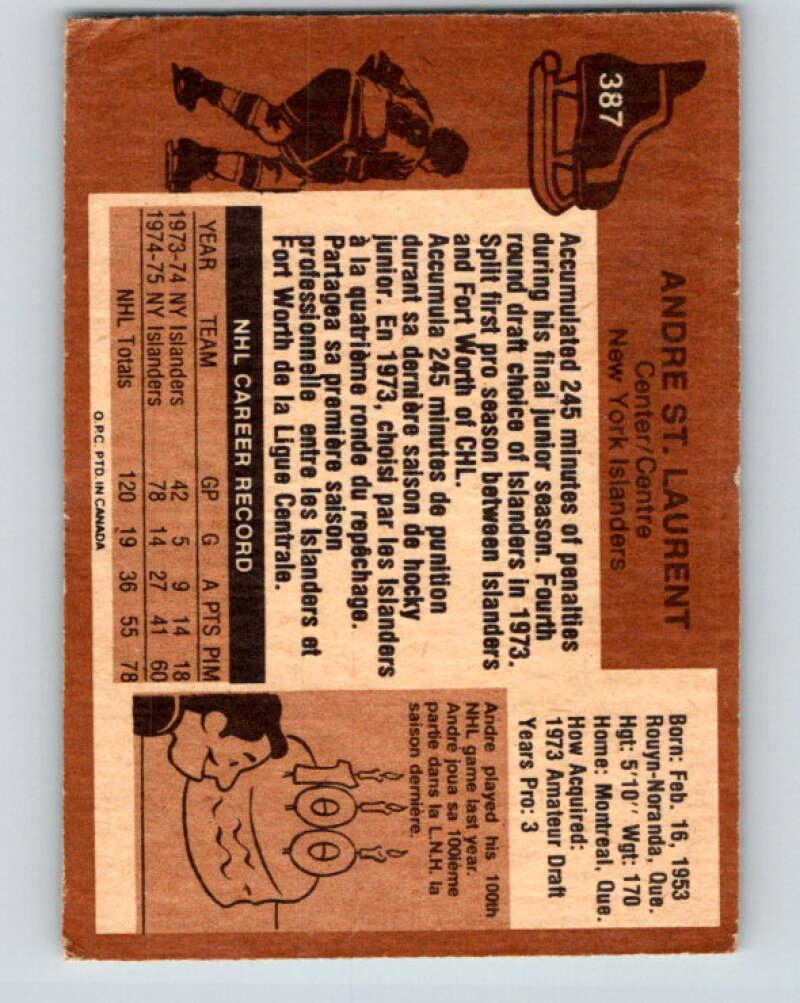 387
ANDRE ST. LAURENT
Center/Centre
New York Islanders
Born: Feb. 16, 1953
Rouyn-Noranda, Que.
Hgt: 5'10'' Wgt: 170
Home: Montreal, Que.
How Acquired:
1973 Amateur Draft
Years Pro: 3
Accumulated 245 minutes of penalties
during his final junior season. Fourth
round draft choice of Islanders in 1973.
Split first pro season between Islanders
and Fort Worth of CHL.
Accumula 245 minutes de punition
durant sa dernière saison de hockey
junior. En 1973, choisi par les Islanders
à la quatrième ronde du repêchage.
Partagea sa première saison
professionnelle entre les Islanders et
Fort Worth de la Ligue Centrale.
Andre played his 100th
NHL game last year.
André joua sa 100ième
partie dans la L.N.H. la
saison dernière.
100
NHL CAREER RECORD
YEAR TEAM GP G A PTS PIM
1973-74 NY Islanders 42 5 9 14 18
1974-75 NY Islanders 78 14 27 41 60
NHL Totals 120 19 36 55 78
O.P.C. PTD. IN CANADA